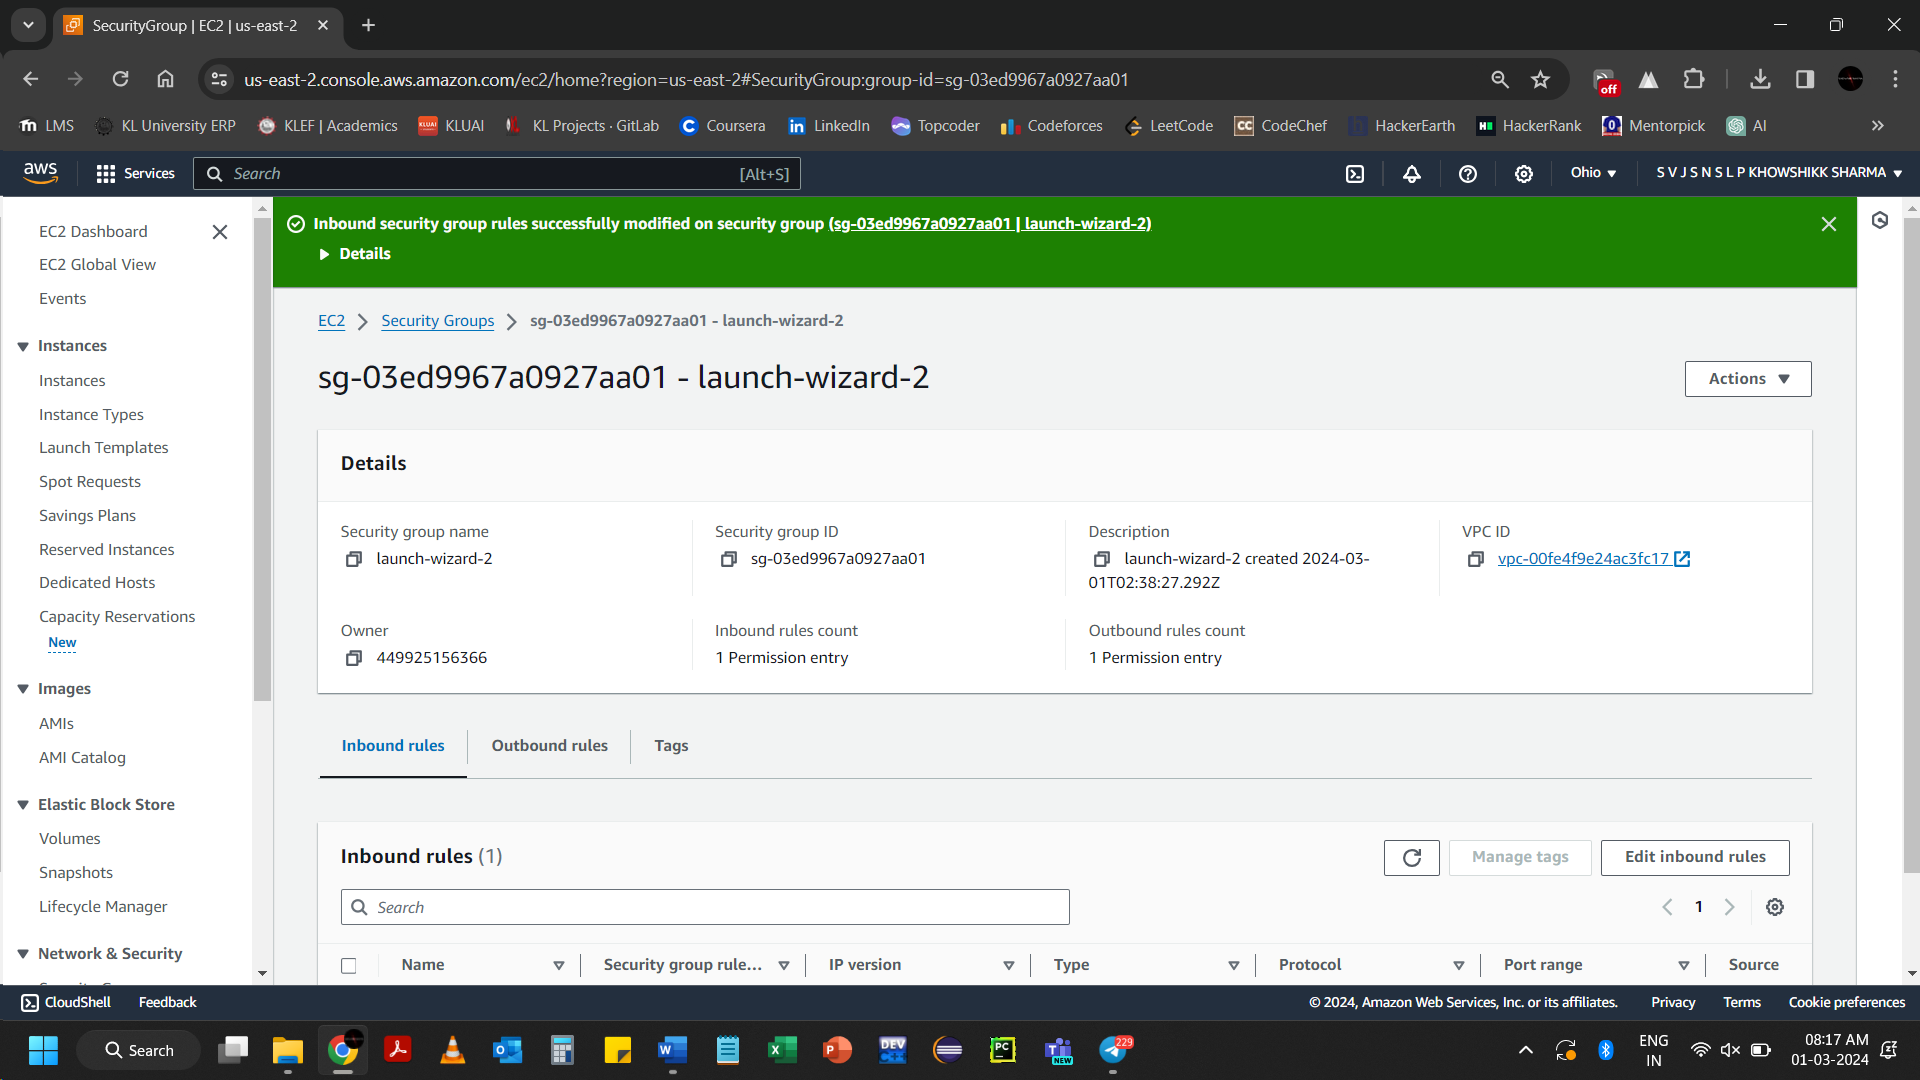 SecurityGroup | EC2 | us-east-2
us-east-2.console.aws.amazon.com/ec2/home?region=us-east-2#SecurityGroup:group-id=sg-03ed9967a0927aa01
off
LMS
KL University ERP
KLEF | Academics
KLUAI
KL Projects · GitLab
Coursera
LinkedIn
Topcoder
Codeforces
LeetCode
CodeChef
HackerEarth
HackerRank
Mentorpick
AI
aws
Services
Search
[Alt+S]
Ohio
S V J S N S L P KHOWSHIKK SHARMA
EC2 Dashboard
EC2 Global View
Events
Instances
Instances
Instance Types
Launch Templates
Spot Requests
Savings Plans
Reserved Instances
Dedicated Hosts
Capacity Reservations
New
Images
AMIs
AMI Catalog
Elastic Block Store
Volumes
Snapshots
Lifecycle Manager
Network & Security
Inbound security group rules successfully modified on security group (sg-03ed9967a0927aa01 | launch-wizard-2)
Details
EC2
Security Groups
sg-03ed9967a0927aa01 - launch-wizard-2
sg-03ed9967a0927aa01 - launch-wizard-2
Actions
Details
Security group name
launch-wizard-2
Security group ID
sg-03ed9967a0927aa01
Description
launch-wizard-2 created 2024-03-
01T02:38:27.292Z
VPC ID
vpc-00fe4f9e24ac3fc17
Owner
449925156366
Inbound rules count
1 Permission entry
Outbound rules count
1 Permission entry
Inbound rules
Outbound rules
Tags
Inbound rules (1)
Manage tags
Edit inbound rules
Search
1
Name
Security group rule...
IP version
Type
Protocol
Port range
Source
CloudShell
Feedback
© 2024, Amazon Web Services, Inc. or its affiliates.
Privacy
Terms
Cookie preferences
Search
DEV
PC
NEW
229
ENG
IN
08:17 AM
01-03-2024